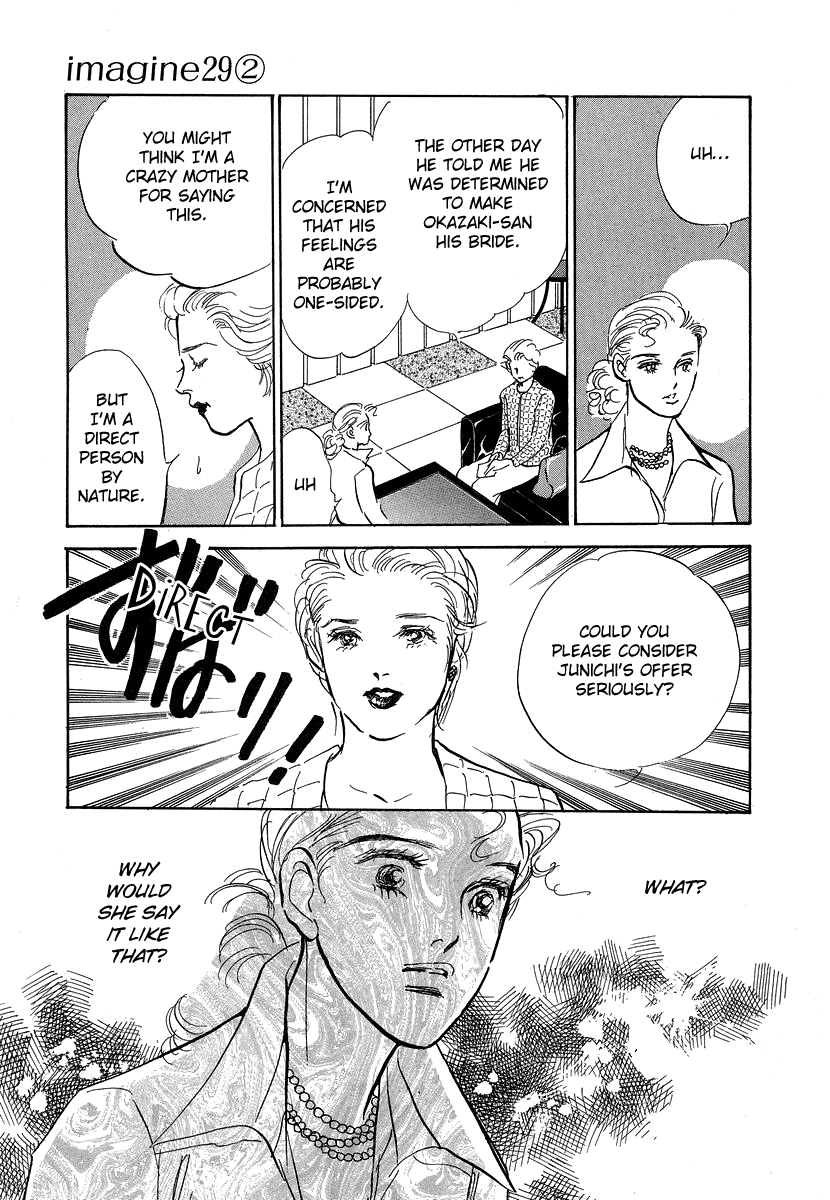 imagine29②
UH...
THE OTHER DAY
HE TOLD ME HE
WAS DETERMINED
TO MAKE
OKAZAKI-SAN
HIS BRIDE.
I'M
CONCERNED
THAT HIS
FEELINGS
ARE
PROBABLY
ONE-SIDED.
UH
YOU MIGHT
THINK I'M A
CRAZY MOTHER
FOR SAYING
THIS.
BUT
I'M A
DIRECT
PERSON
BY
NATURE.
COULD YOU
PLEASE CONSIDER
JUNICHI'S OFFER
SERIOUSLY?
ずばり!
DIRECT
WHAT?
WHY
WOULD
SHE SAY
IT LIKE
THAT?